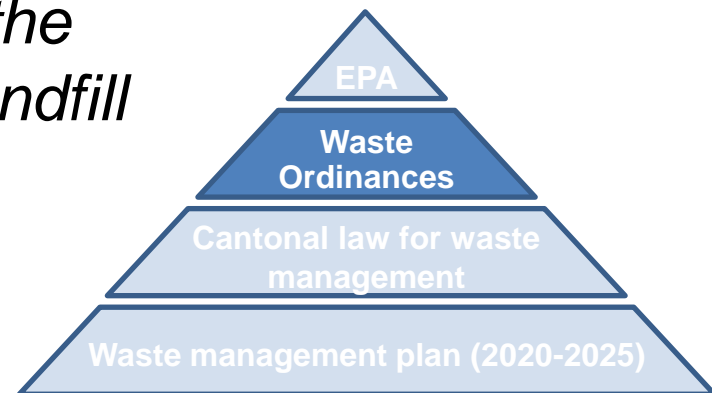 the
ndfill
EPA
Waste
Ordinances
Cantonal law for waste
management
Waste management plan (2020-2025)